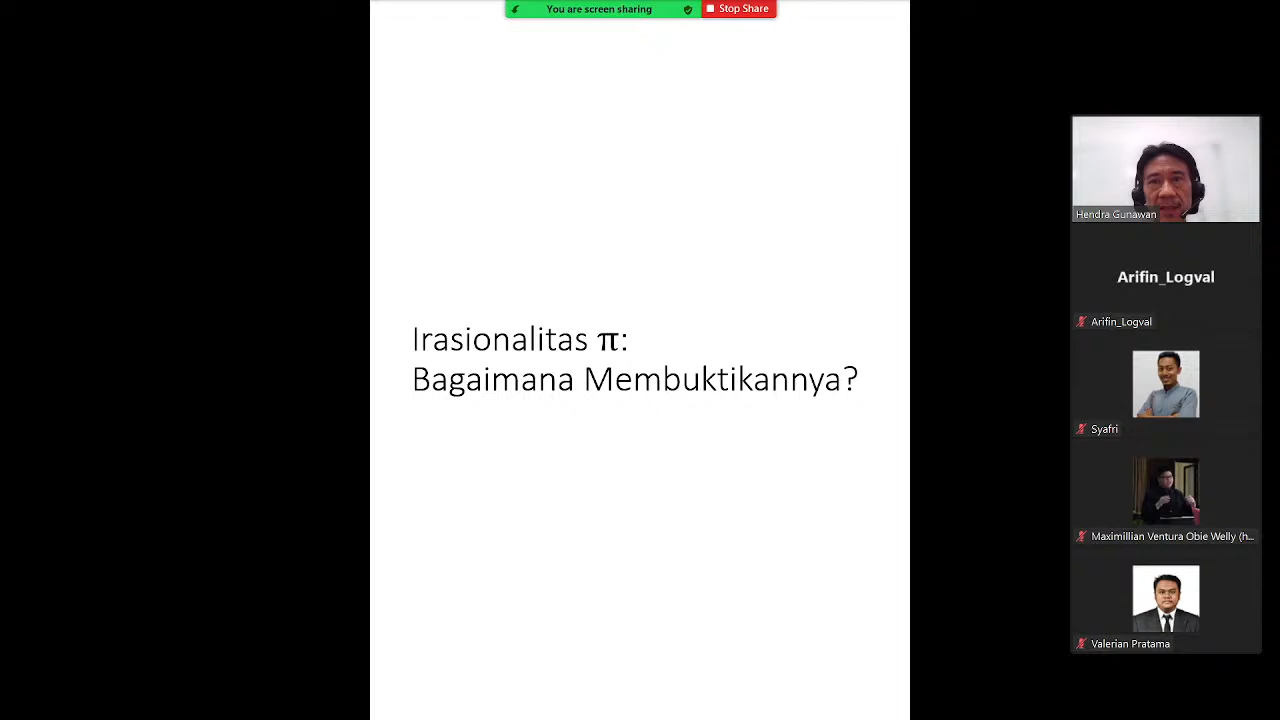 You are screen sharing
Stop Share
Irasionalitas π:
Bagaimana Membuktikannya?
Hendra Gunawan
Arifin_Logval
Arifin_Logval
Syafri
Maximillian Ventura Obie Welly (h...
Valerian Pratama